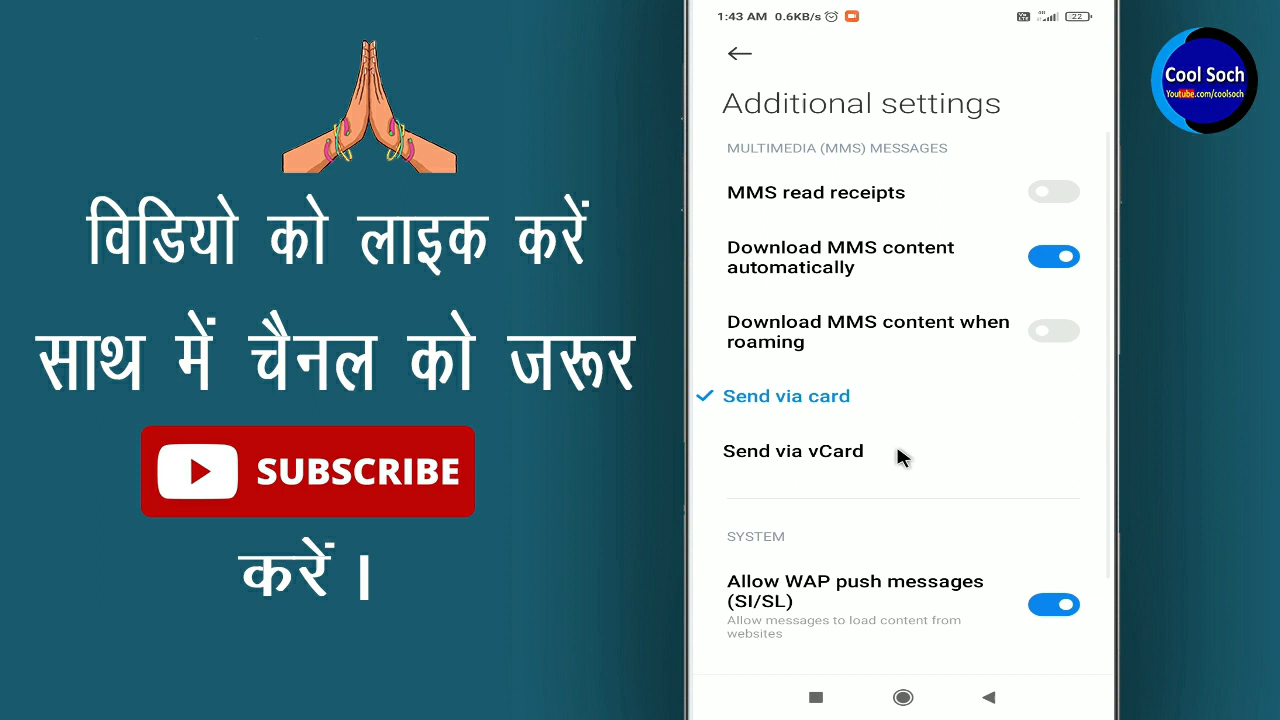 विडियो को लाइक करें
साथ में चैनल को जरूर
SUBSCRIBE
करें ।
1:43 AM 0.6KB/s
22
Additional settings
MULTIMEDIA (MMS) MESSAGES
MMS read receipts
Download MMS content
automatically
Download MMS content when
roaming
Send via card
Send via vCard
SYSTEM
Allow WAP push messages
(SI/SL)
Allow messages to load content from
websites
Cool Soch
Youtube.com/coolsoch